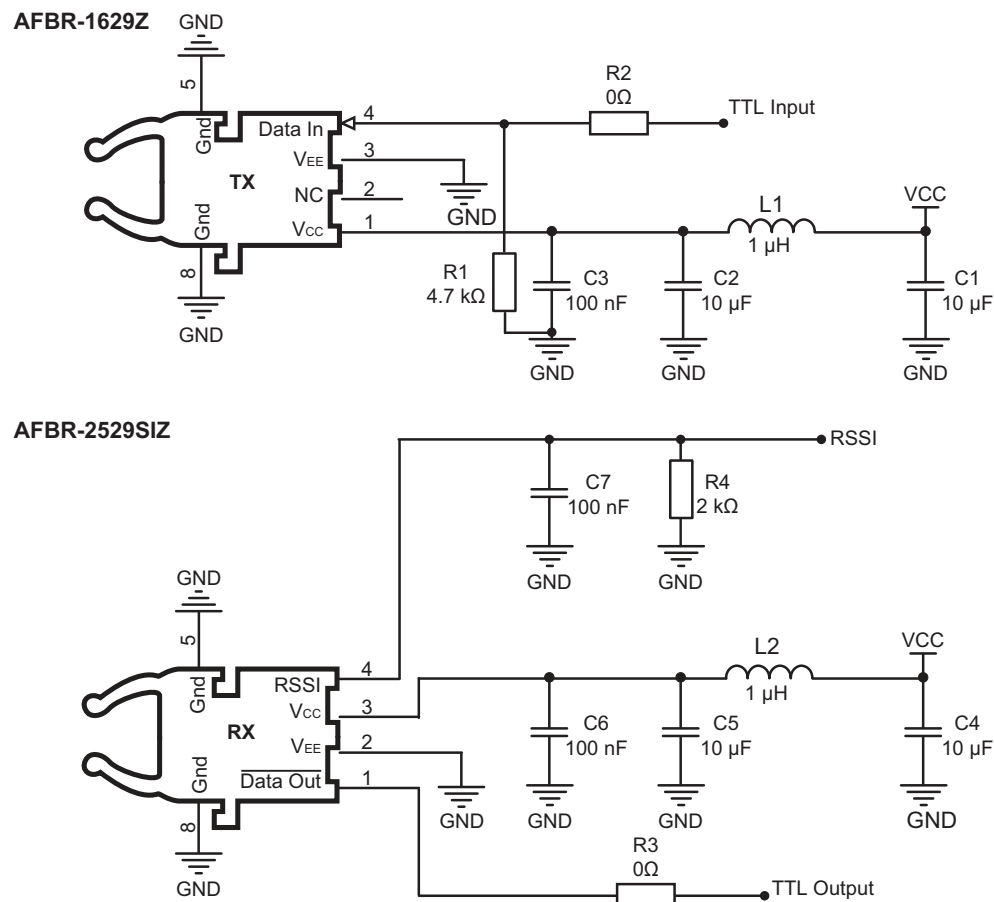 AFBR-1629Z
GND
5
Gnd
Data In
4
R2
0Ω
TTL Input
VEE
3
TX
GND
NC
2
VCC
1
Gnd
8
GND
L1
1 µH
VCC
R1
4.7 kΩ
C3
100 nF
C2
10 µF
C1
10 µF
GND
GND
GND
AFBR-2529SIZ
RSSI
C7
100 nF
R4
2 kΩ
GND
GND
GND
5
Gnd
RSSI
4
L2
1 µH
VCC
VCC
3
RX
C6
100 nF
C5
10 µF
C4
10 µF
VEE
2
Data Out
1
GND
GND
GND
GND
Gnd
8
GND
R3
0Ω
TTL Output